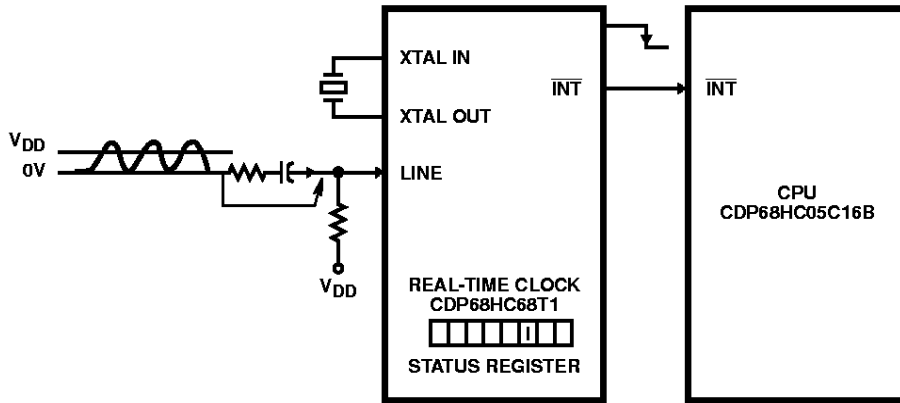 XTAL IN
XTAL OUT
INT
INT
VDD
0V
LINE
VDD
CPU
CDP68HC05C16B
REAL-TIME CLOCK
CDP68HC68T1
I
STATUS REGISTER